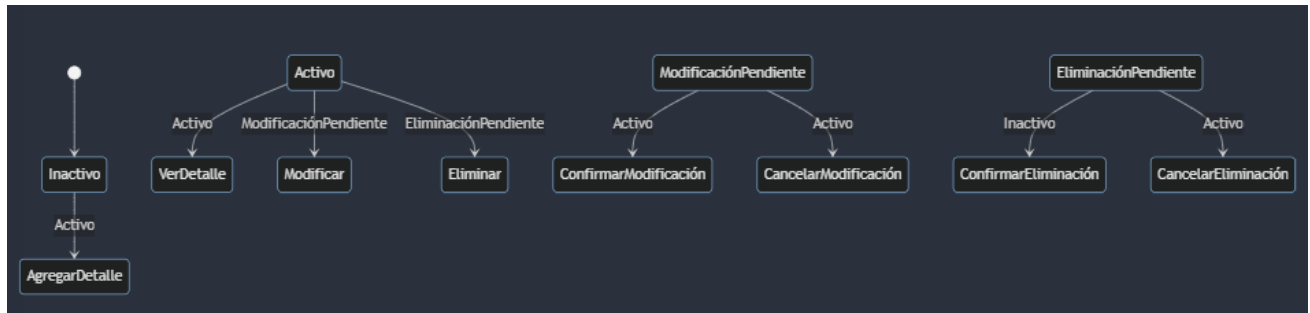 Activo
ModificaciónPendiente
EliminaciónPendiente
Activo
ModificaciónPendiente
EliminaciónPendiente
Activo
Activo
Inactivo
Activo
Inactivo
VerDetalle
Modificar
Eliminar
ConfirmarModificación
CancelarModificación
ConfirmarEliminación
CancelarEliminación
Activo
AgregarDetalle